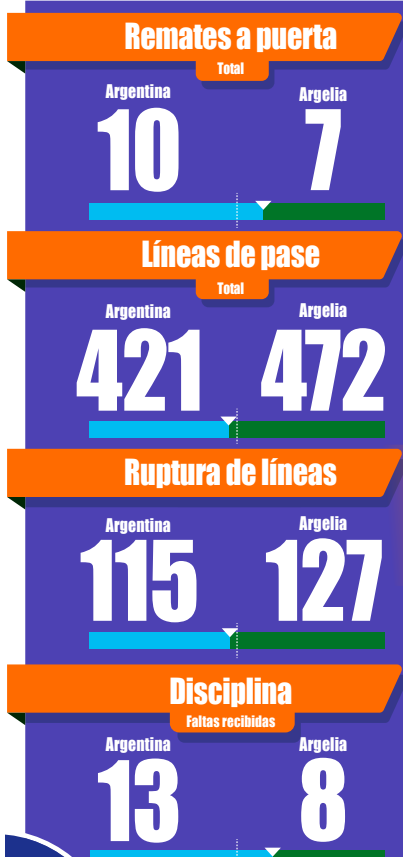 Remates a puerta
Total
Argentina Argelia
10 7
Líneas de pase
Total
Argentina Argelia
421 472
Ruptura de líneas
Argentina Argelia
115 127
Disciplina
Faltas recibidas
Argentina Argelia
13 8